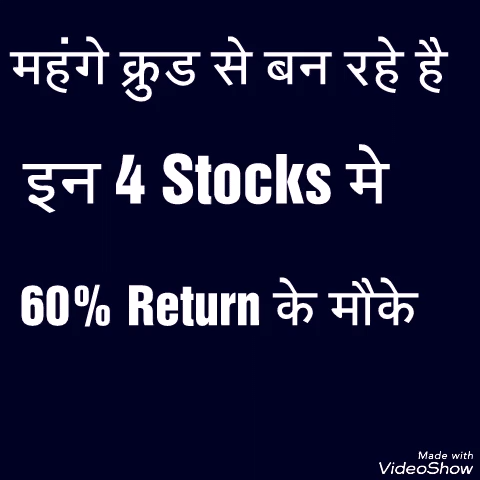 महंगे क्रुड से बन रहे है
इन 4 Stocks मे
60% Return के मौके
Made with
VideoShow